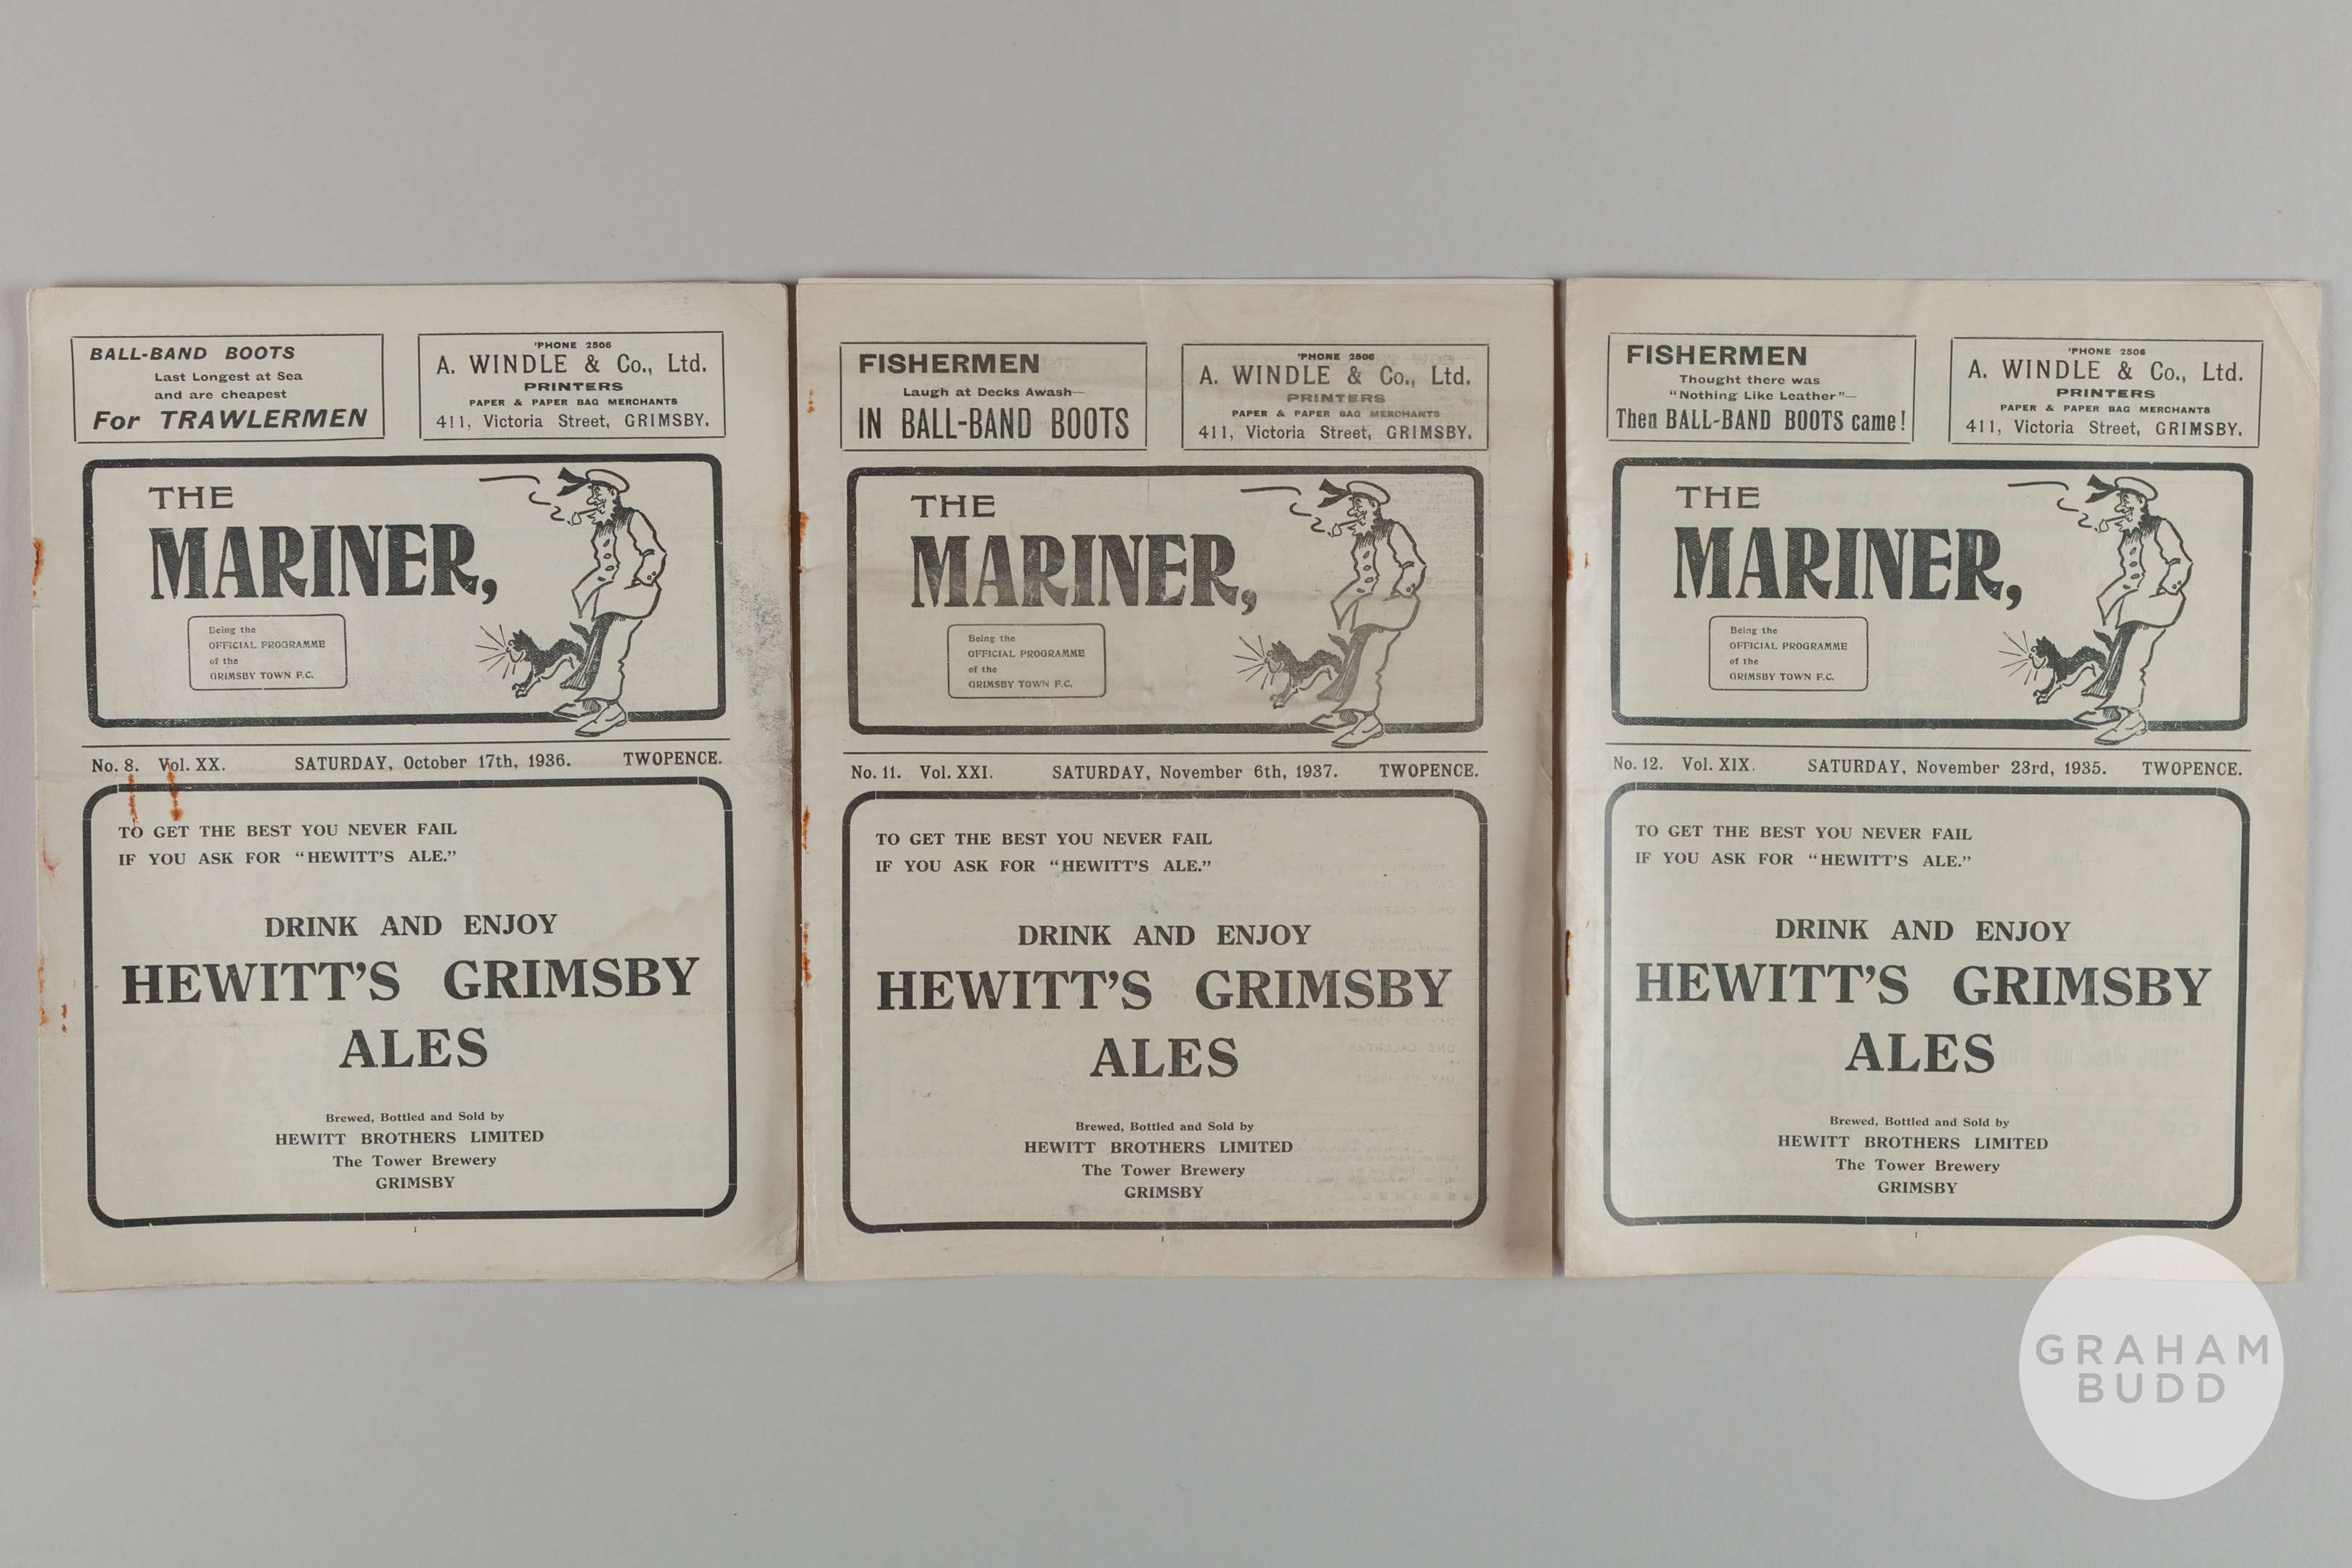 BALL-BAND BOOTS
Last Longest at Sea
and are cheapest
For TRAWLERMEN
'PHONE 2506
A. WINDLE & Co., Ltd.
PRINTERS
PAPER & PAPER BAG MERCHANTS
411, Victoria Street, GRIMSBY.
THE
MARINER,
Being the
OFFICIAL PROGRAMME
of the
GRIMSBY TOWN F.C.
No. 8. Vol. XX. SATURDAY, October 17th, 1936. TWOPENCE.
TO GET THE BEST YOU NEVER FAIL
IF YOU ASK FOR "HEWITT'S ALE."
DRINK AND ENJOY
HEWITT'S GRIMSBY
ALES
Brewed, Bottled and Sold by
HEWITT BROTHERS LIMITED
The Tower Brewery
GRIMSBY
1
FISHERMEN
Laugh at Decks Awash—
IN BALL-BAND BOOTS
'PHONE 2506
A. WINDLE & Co., Ltd.
PRINTERS
PAPER & PAPER BAG MERCHANTS
411, Victoria Street, GRIMSBY.
THE
MARINER,
Being the
OFFICIAL PROGRAMME
of the
GRIMSBY TOWN F.C.
No. 11. Vol. XXI. SATURDAY, November 6th, 1937. TWOPENCE.
TO GET THE BEST YOU NEVER FAIL
IF YOU ASK FOR "HEWITT'S ALE."
DRINK AND ENJOY
HEWITT'S GRIMSBY
ALES
Brewed, Bottled and Sold by
HEWITT BROTHERS LIMITED
The Tower Brewery
GRIMSBY
1
FISHERMEN
Thought there was
"Nothing Like Leather"—
Then BALL-BAND BOOTS came!
'PHONE 2506
A. WINDLE & Co., Ltd.
PRINTERS
PAPER & PAPER BAG MERCHANTS
411, Victoria Street, GRIMSBY.
THE
MARINER,
Being the
OFFICIAL PROGRAMME
of the
GRIMSBY TOWN F.C.
No. 12. Vol. XIX. SATURDAY, November 23rd, 1935. TWOPENCE.
TO GET THE BEST YOU NEVER FAIL
IF YOU ASK FOR "HEWITT'S ALE."
DRINK AND ENJOY
HEWITT'S GRIMSBY
ALES
Brewed, Bottled and Sold by
HEWITT BROTHERS LIMITED
The Tower Brewery
GRIMSBY
1
GRAHAM
BUDD